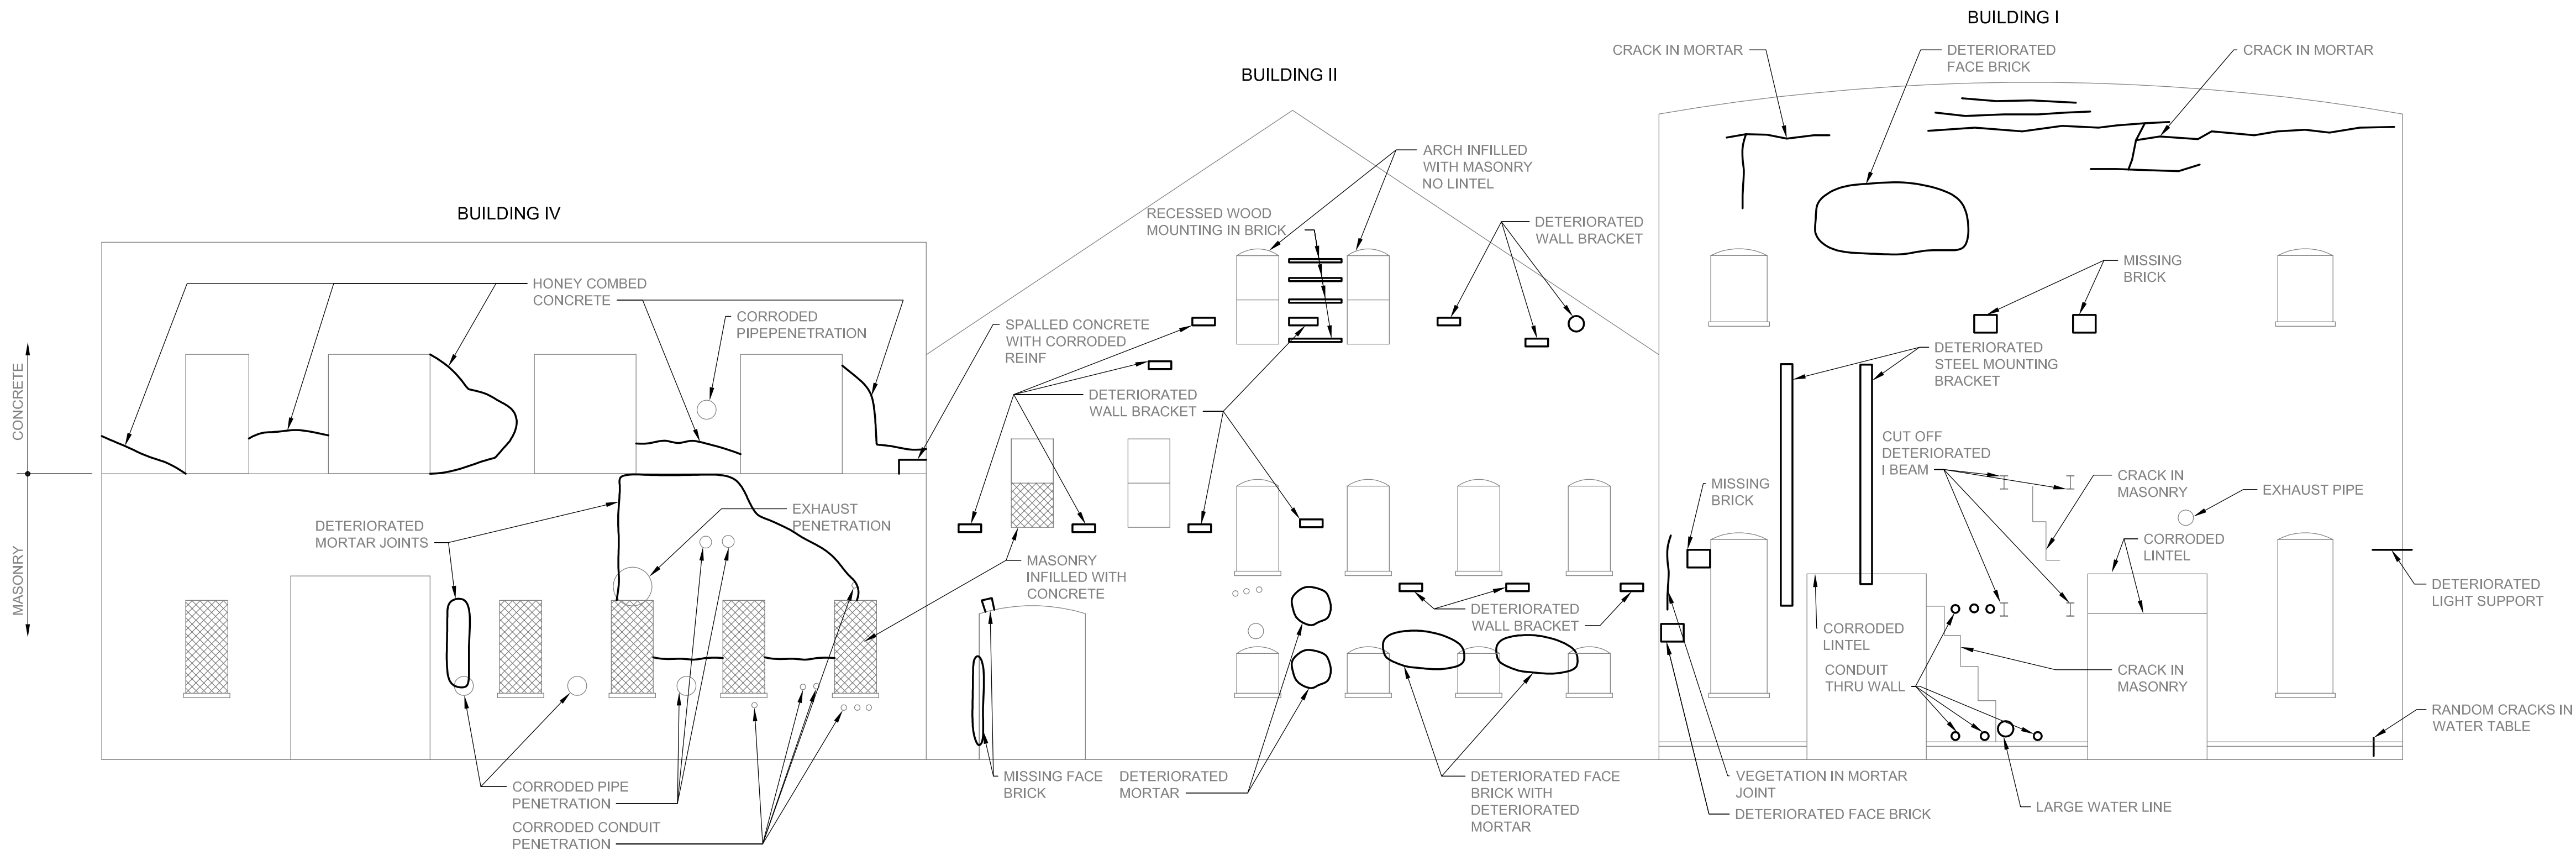 BUILDING I
CRACK IN MORTAR
DETERIORATED
FACE BRICK
CRACK IN MORTAR
BUILDING II
ARCH INFILLED
WITH MASONRY
NO LINTEL
RECESSED WOOD
MOUNTING IN BRICK
DETERIORATED
WALL BRACKET
BUILDING IV
HONEY COMBED
CONCRETE
CORRODED
PIPEPENETRATION
SPALLED CONCRETE
WITH CORRODED
REINF
MISSING
BRICK
DETERIORATED
STEEL MOUNTING
BRACKET
CONCRETE
DETERIORATED
WALL BRACKET
CUT OFF
DETERIORATED
I BEAM
CRACK IN
MASONRY
MISSING
BRICK
EXHAUST PIPE
EXHAUST
PENETRATION
DETERIORATED
MORTAR JOINTS
CORRODED
LINTEL
MASONRY
MASONRY
INFILLED WITH
CONCRETE
DETERIORATED
LIGHT SUPPORT
DETERIORATED
WALL BRACKET
CORRODED
LINTEL
CONDUIT
THRU WALL
CRACK IN
MASONRY
RANDOM CRACKS IN
WATER TABLE
CORRODED PIPE
PENETRATION
MISSING FACE
BRICK
DETERIORATED
MORTAR
DETERIORATED FACE
BRICK WITH
DETERIORATED
MORTAR
VEGETATION IN MORTAR
JOINT
DETERIORATED FACE BRICK
LARGE WATER LINE
CORRODED CONDUIT
PENETRATION